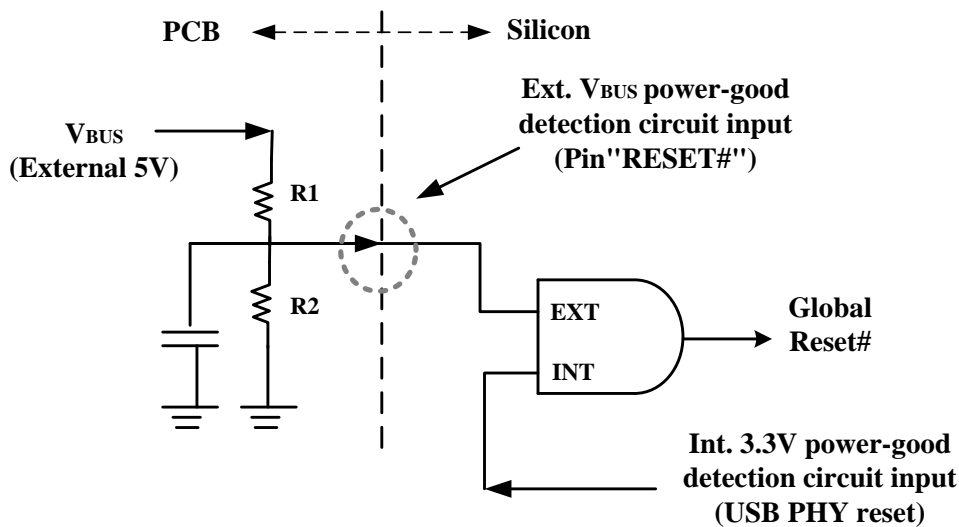 PCB
Silicon
Ext. VBUS power-good
detection circuit input
(Pin"RESET#")
VBUS
(External 5V)
R1
R2
EXT
INT
Global
Reset#
Int. 3.3V power-good
detection circuit input
(USB PHY reset)